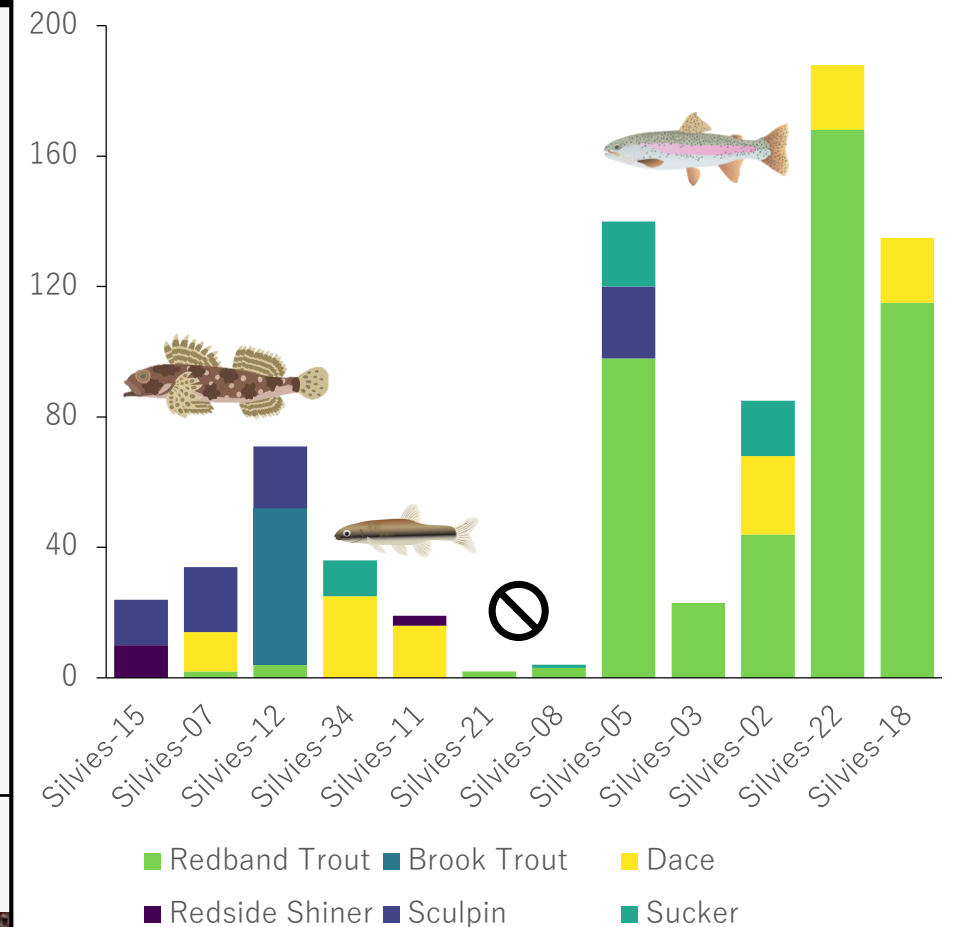 200
160
120
80
40
0
Silvies-15
Silvies-07
Silvies-12
Silvies-34
Silvies-11
Silvies-21
Silvies-08
Silvies-05
Silvies-03
Silvies-02
Silvies-22
Silvies-18
Redband Trout Brook Trout Dace
Redside Shiner Sculpin Sucker